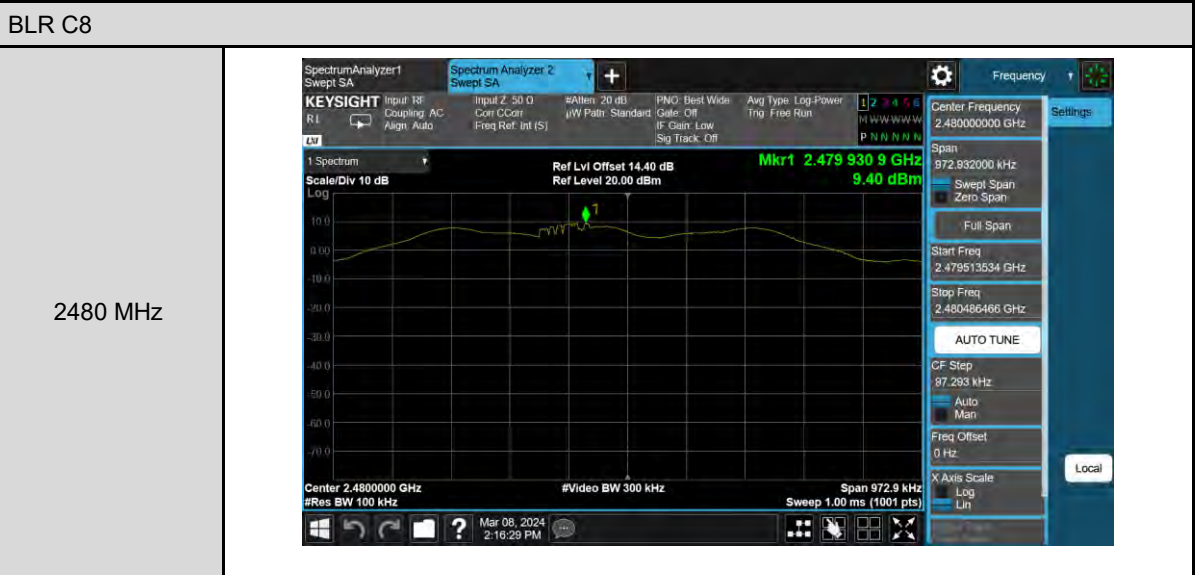 BLR C8
2480 MHz
SpectrumAnalyzer1
Swept SA
Spectrum Analyzer 2
Swept SA
Frequency
KEYSIGHT
Input: RF
Coupling: AC
Align: Auto
Input Z: 50 Ω
Corr CCorr
Freq Ref: Int (S)
#Atten: 20 dB
µW Path: Standard
PNO: Best Wide
Gate: Off
IF Gain: Low
Sig Track: Off
Avg Type: Log-Power
Trig: Free Run
1 2 3 4 5 6
M W W W W W
P N N N N N
LXI
1 Spectrum
Scale/Div 10 dB
Ref Lvl Offset 14.40 dB
Ref Level 20.00 dBm
Mkr1 2.479 930 9 GHz
9.40 dBm
Log
1
10.0
0.00
-10.0
-20.0
-30.0
-40.0
-60.0
-70.0
Center 2.4800000 GHz
#Res BW 100 kHz
#Video BW 300 kHz
Span 972.9 kHz
Sweep 1.00 ms (1001 pts)
Mar 08, 2024
2:16:29 PM
Center Frequency
2.480000000 GHz
Settings
Span
972.932000 kHz
Swept Span
Zero Span
Full Span
Start Freq
2.479513534 GHz
Stop Freq
2.480486466 GHz
AUTO TUNE
CF Step
97.293 kHz
Auto
Man
Freq Offset
0 Hz
X Axis Scale
Log
Lin
Local